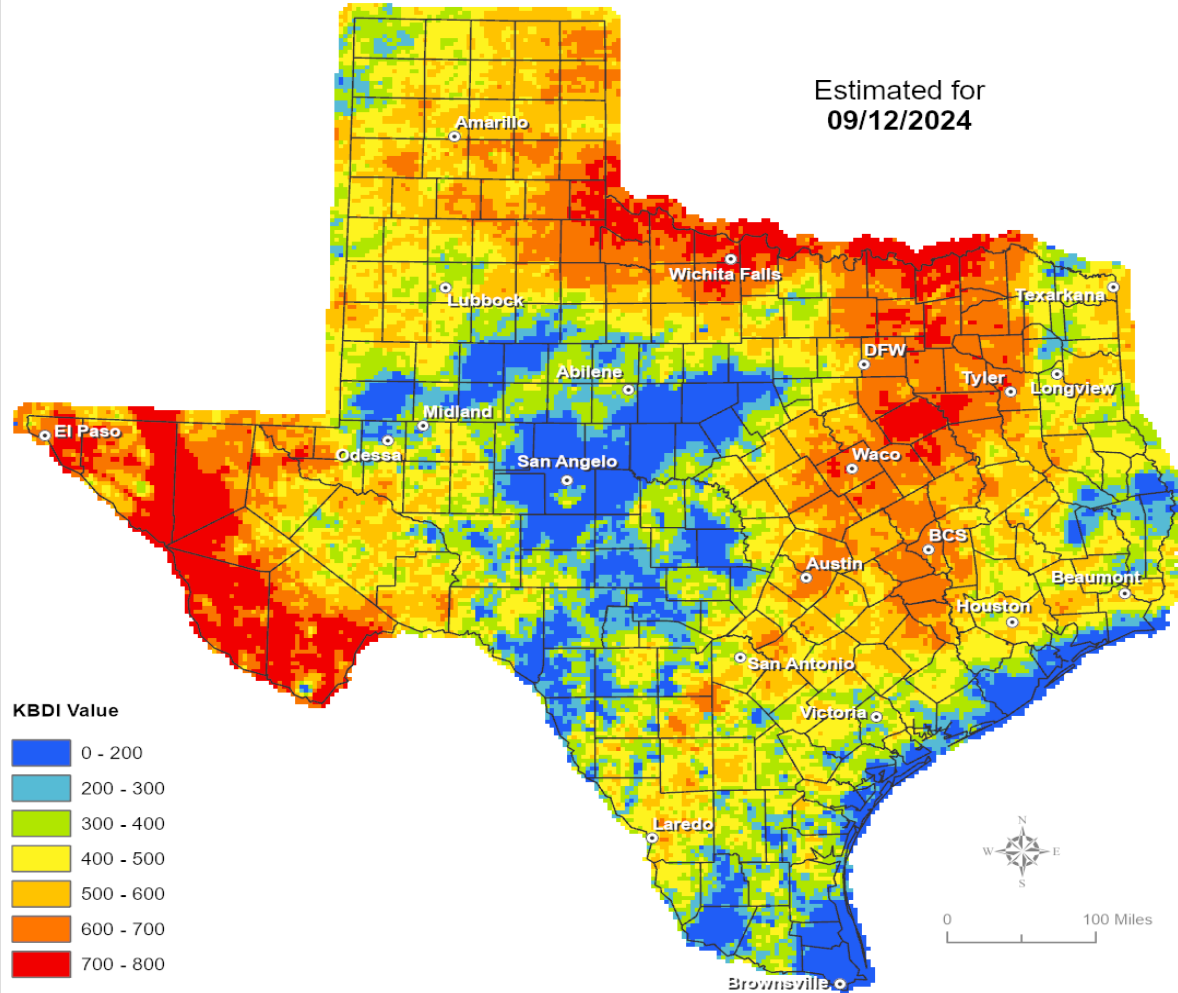 Estimated for
09/12/2024
Amarillo
Wichita Falls
Lubbock
Texarkana
DFW
Abilene
Tyler
Longview
Midland
El Paso
Odessa
San Angelo
Waco
BCS
Austin
Beaumont
Houston
San Antonio
Victoria
Laredo
Brownsville
KBDI Value
0 - 200
200 - 300
300 - 400
400 - 500
500 - 600
600 - 700
700 - 800
N
W E
S
0 100 Miles